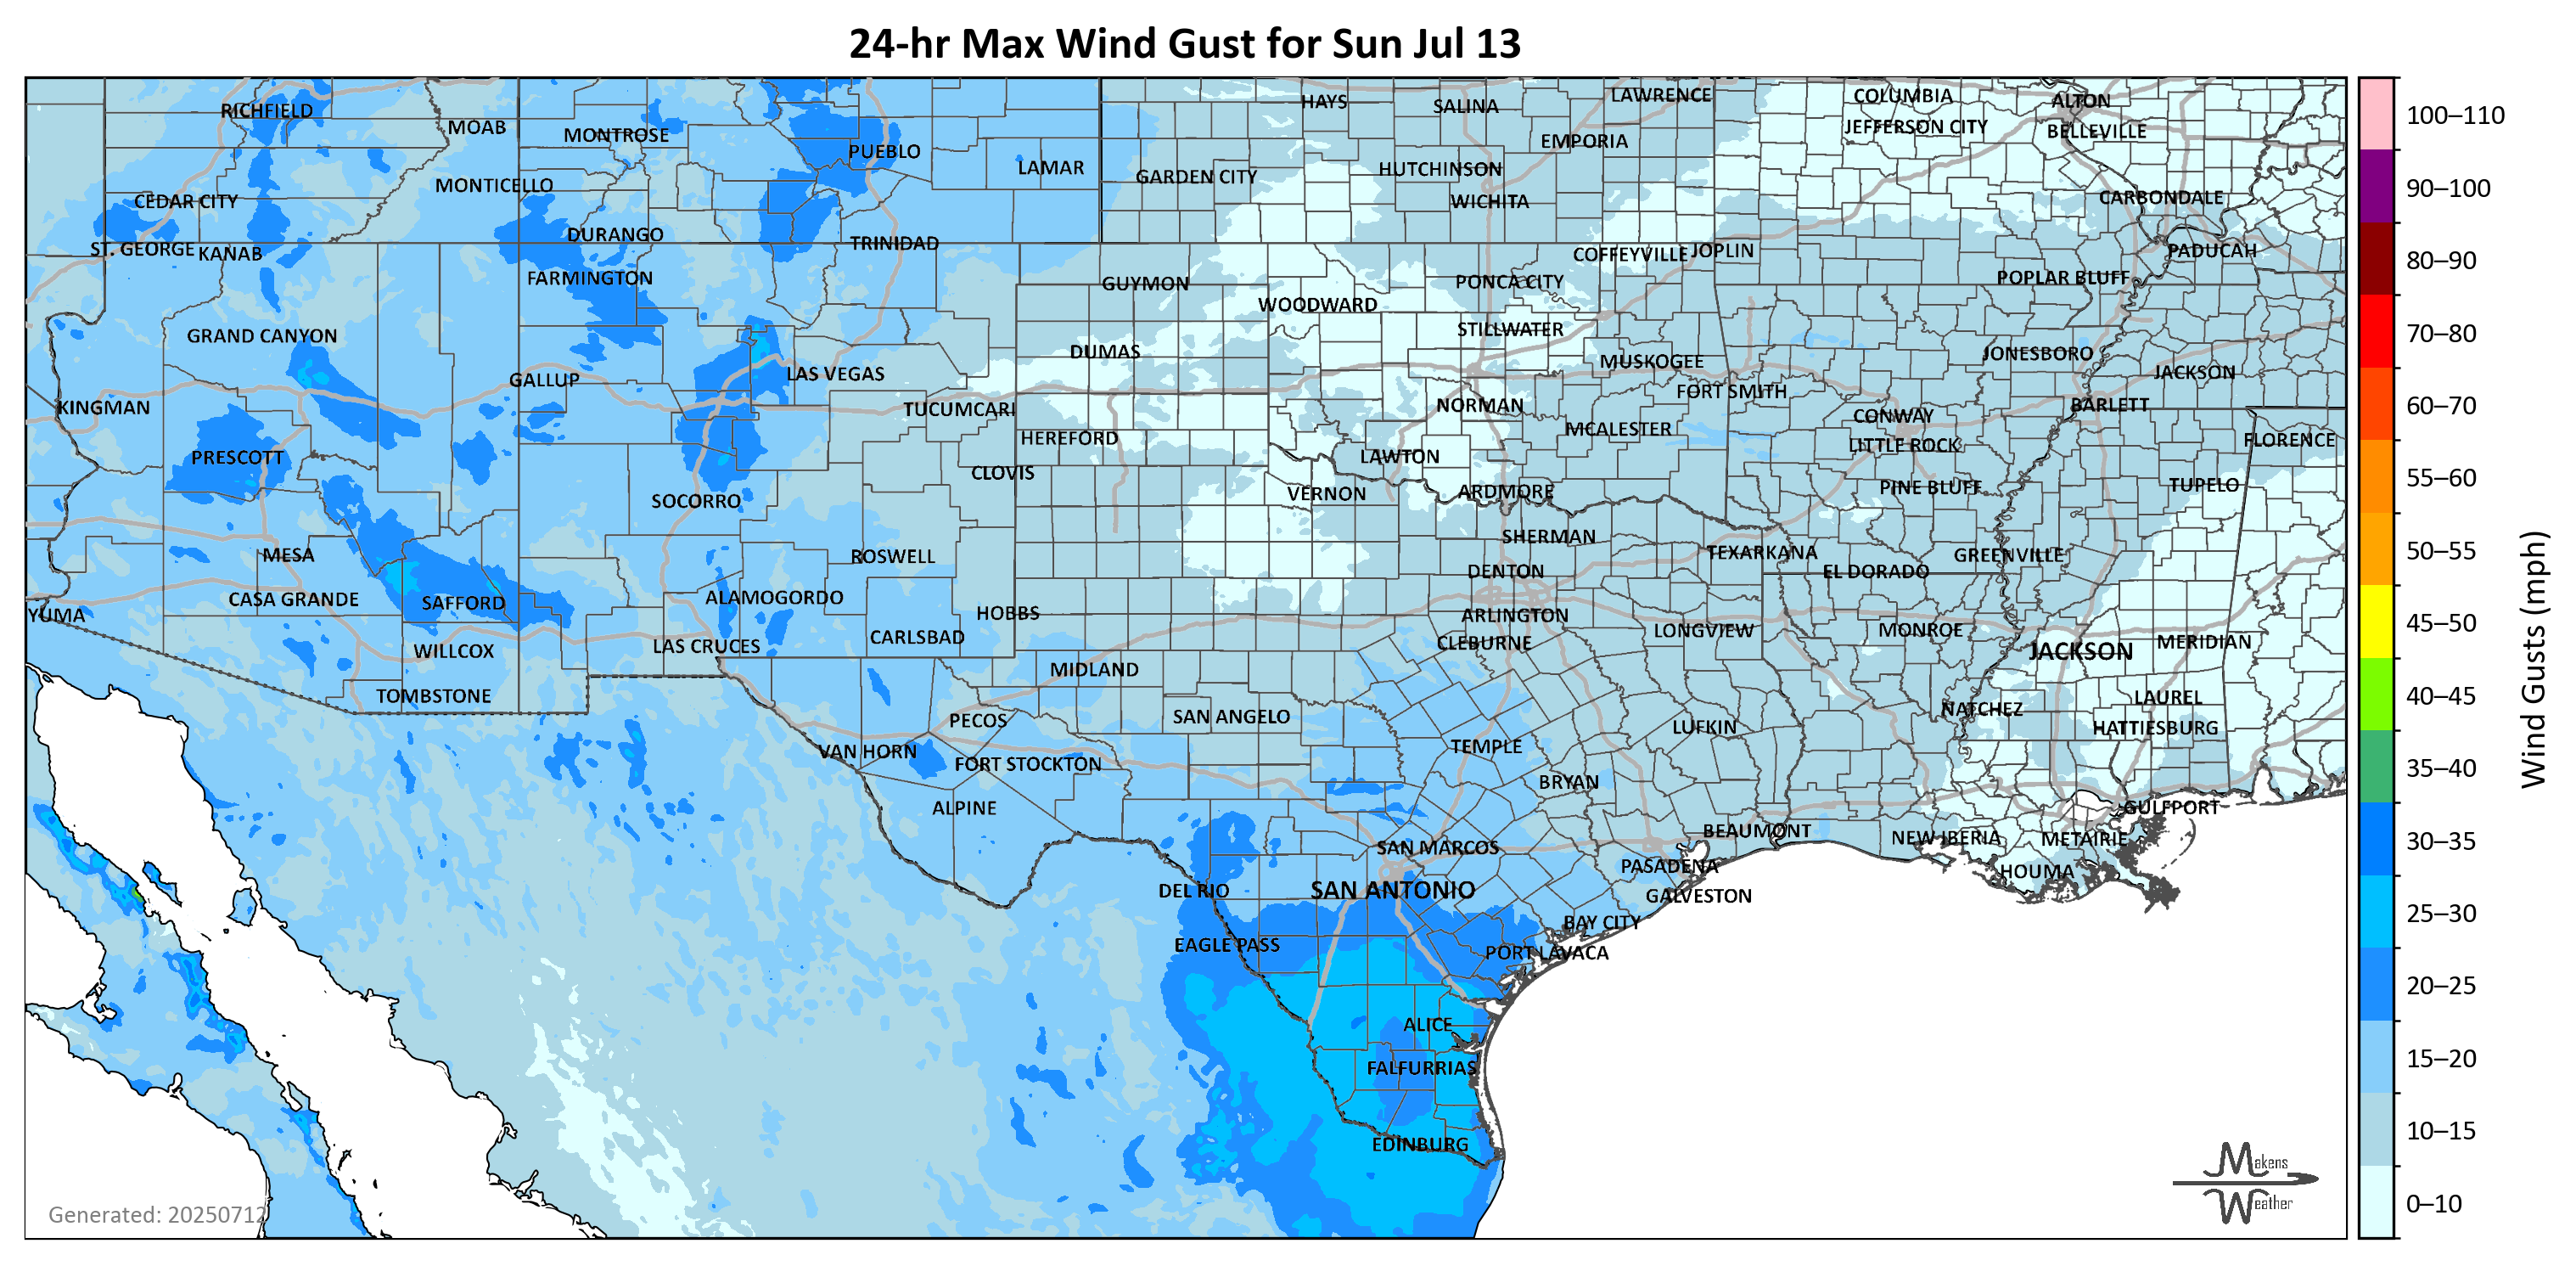 24-hr Max Wind Gust for Sun Jul 13
RICHFIELD
MOAB
MONTROSE
PUEBLO
LAMAR
HAYS
SALINA
LAWRENCE
COLUMBIA
ALTON
JEFFERSON CITY
BELLEVILLE
EMPORIA
GARDEN CITY
HUTCHINSON
WICHITA
CARBONDALE
MONTICELLO
CEDAR CITY
ST. GEORGE
KANAB
DURANGO
TRINIDAD
COFFEYVILLE
JOPLIN
PADUCAH
FARMINGTON
GUYMON
PONCA CITY
POPLAR BLUFF
WOODWARD
GRAND CANYON
STILLWATER
DUMAS
MUSKOGEE
JONESBORO
JACKSON
GALLUP
LAS VEGAS
FORT SMITH
KINGMAN
TUCUMCARI
NORMAN
CONWAY
BARLETT
HEREFORD
MCALESTER
LITTLE ROCK
FLORENCE
PRESCOTT
CLOVIS
LAWTON
SOCORRO
VERNON
ARDMORE
PINE BLUFF
TUPELO
MESA
ROSWELL
SHERMAN
TEXARKANA
GREENVILLE
DENTON
EL DORADO
CASA GRANDE
SAFFORD
ALAMOGORDO
HOBBS
ARLINGTON
YUMA
CARLSBAD
CLEBURNE
LONGVIEW
MONROE
JACKSON
MERIDIAN
WILLCOX
LAS CRUCES
MIDLAND
TOMBSTONE
PECOS
SAN ANGELO
NATCHEZ
LAUREL
HATTIESBURG
LUFKIN
VAN HORN
FORT STOCKTON
TEMPLE
BRYAN
ALPINE
GULFPORT
BEAUMONT
NEW IBERIA
METAIRIE
SAN MARCOS
PASADENA
HOUMA
DEL RIO
SAN ANTONIO
GALVESTON
BAY CITY
EAGLE PASS
PORT LAVACA
ALICE
FALFURRIAS
EDINBURG
Generated: 20250712
Makens
Weather
100–110
90–100
80–90
70–80
60–70
55–60
50–55
45–50
40–45
35–40
30–35
25–30
20–25
15–20
10–15
0–10
Wind Gusts (mph)